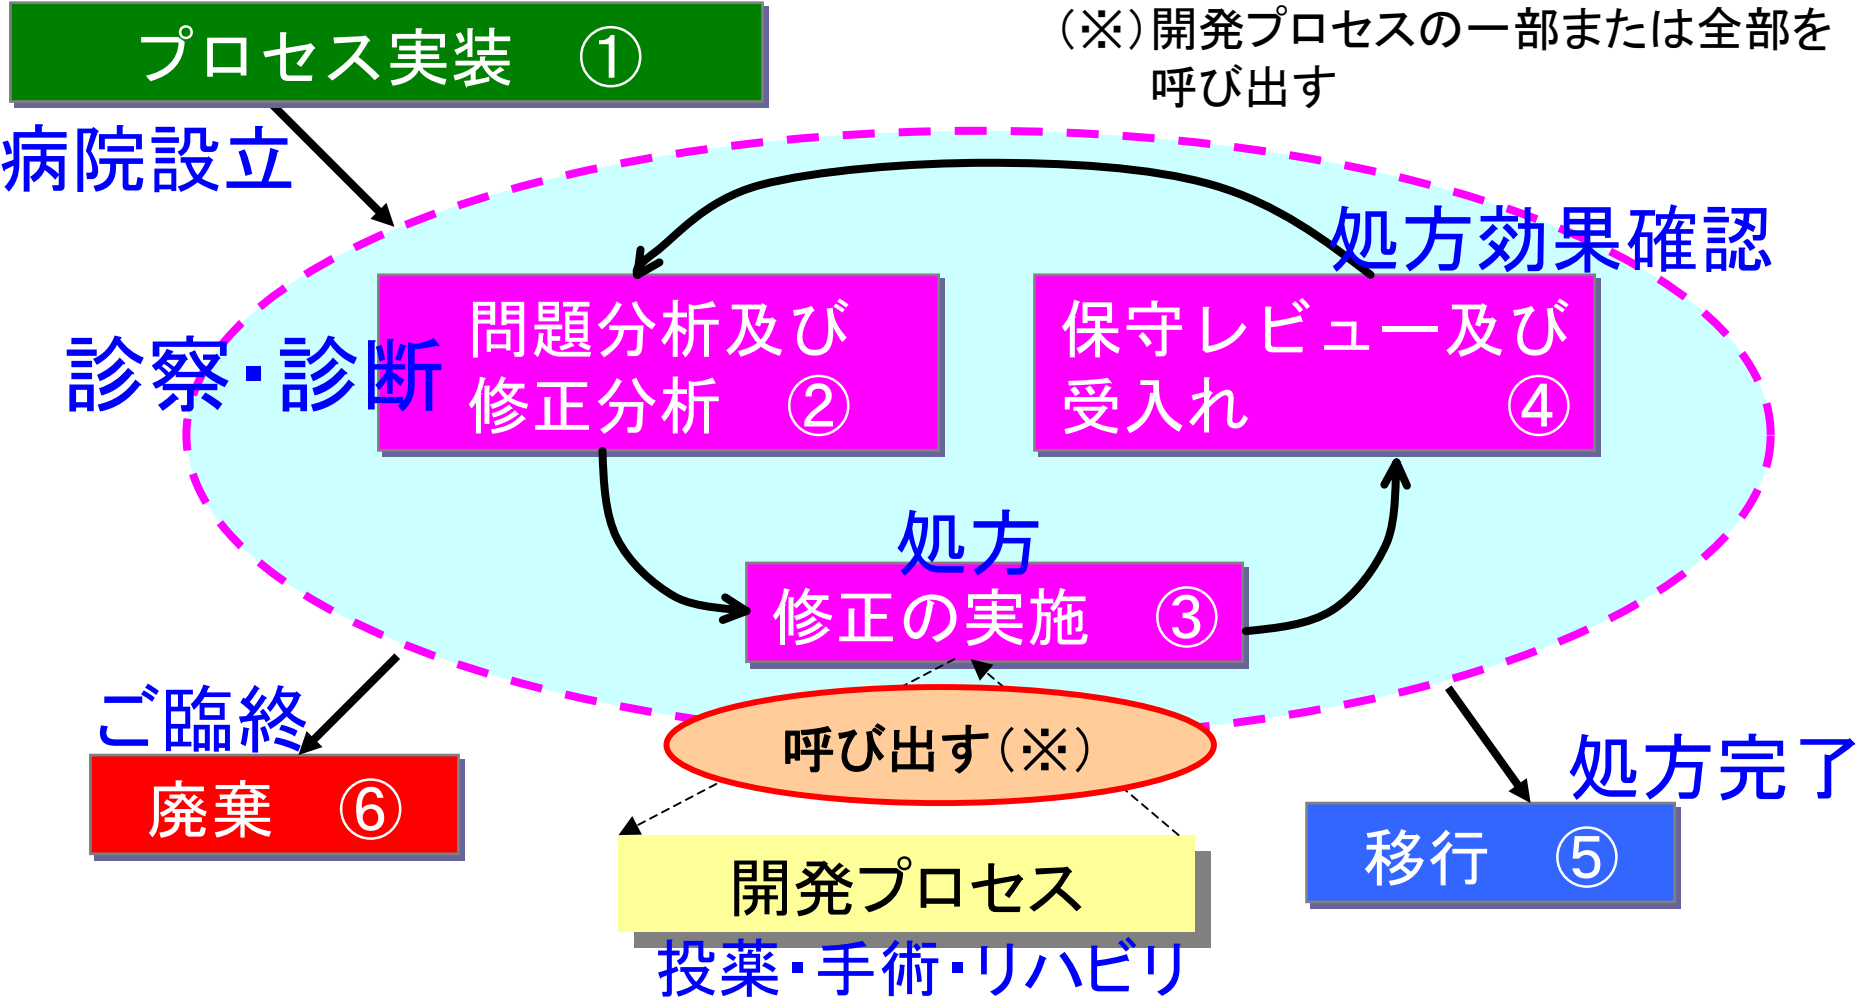 プロセス実装　①
（※）開発プロセスの一部または全部を
呼び出す
病院設立
処方効果確認
診察・診断
問題分析及び
修正分析　②
保守レビュー及び
受入れ　④
処方
修正の実施　③
ご臨終
廃棄　⑥
呼び出す（※）
処方完了
移行　⑤
開発プロセス
投薬・手術・リハビリ